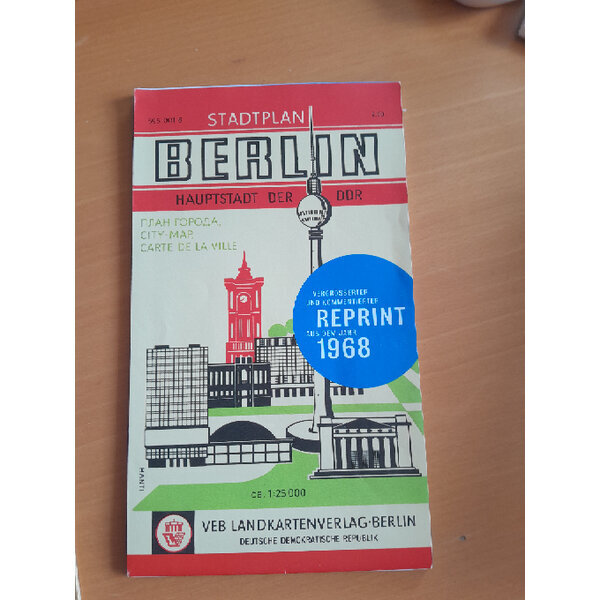 STADTPLAN
BERLIN
HAUPTSTADT DER DDR
ПЛАН ГОРОДА,
CITY-MAP
CARTE DE LA VILLE
VERGRÖSSERTER
UND KOMMENTIERTER
REPRINT
AUS DEM JAHR
1968
MANTL
CA. 1:25 000
VEB LANDKARTENVERLAG·BERLIN
DEUTSCHE DEMOKRATISCHE REPUBLIK